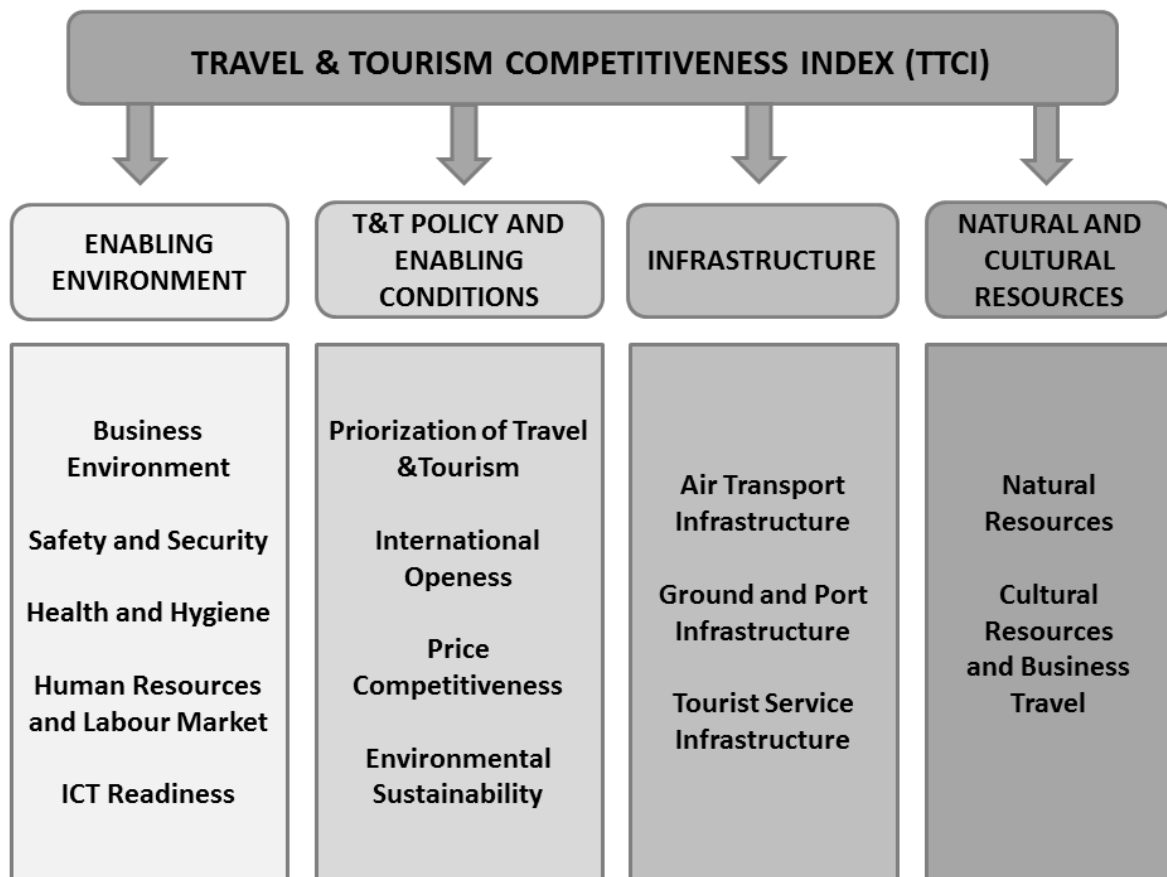 TRAVEL & TOURISM COMPETITIVENESS INDEX (TTCI)
ENABLING
ENVIRONMENT
T&T POLICY AND
ENABLING
CONDITIONS
INFRASTRUCTURE
NATURAL AND
CULTURAL
RESOURCES
Business
Environment
Safety and Security
Health and Hygiene
Human Resources
and Labour Market
ICT Readiness
Priorization of Travel
&Tourism
International
Openess
Price
Competitiveness
Environmental
Sustainability
Air Transport
Infrastructure
Ground and Port
Infrastructure
Tourist Service
Infrastructure
Natural
Resources
Cultural
Resources
and Business
Travel